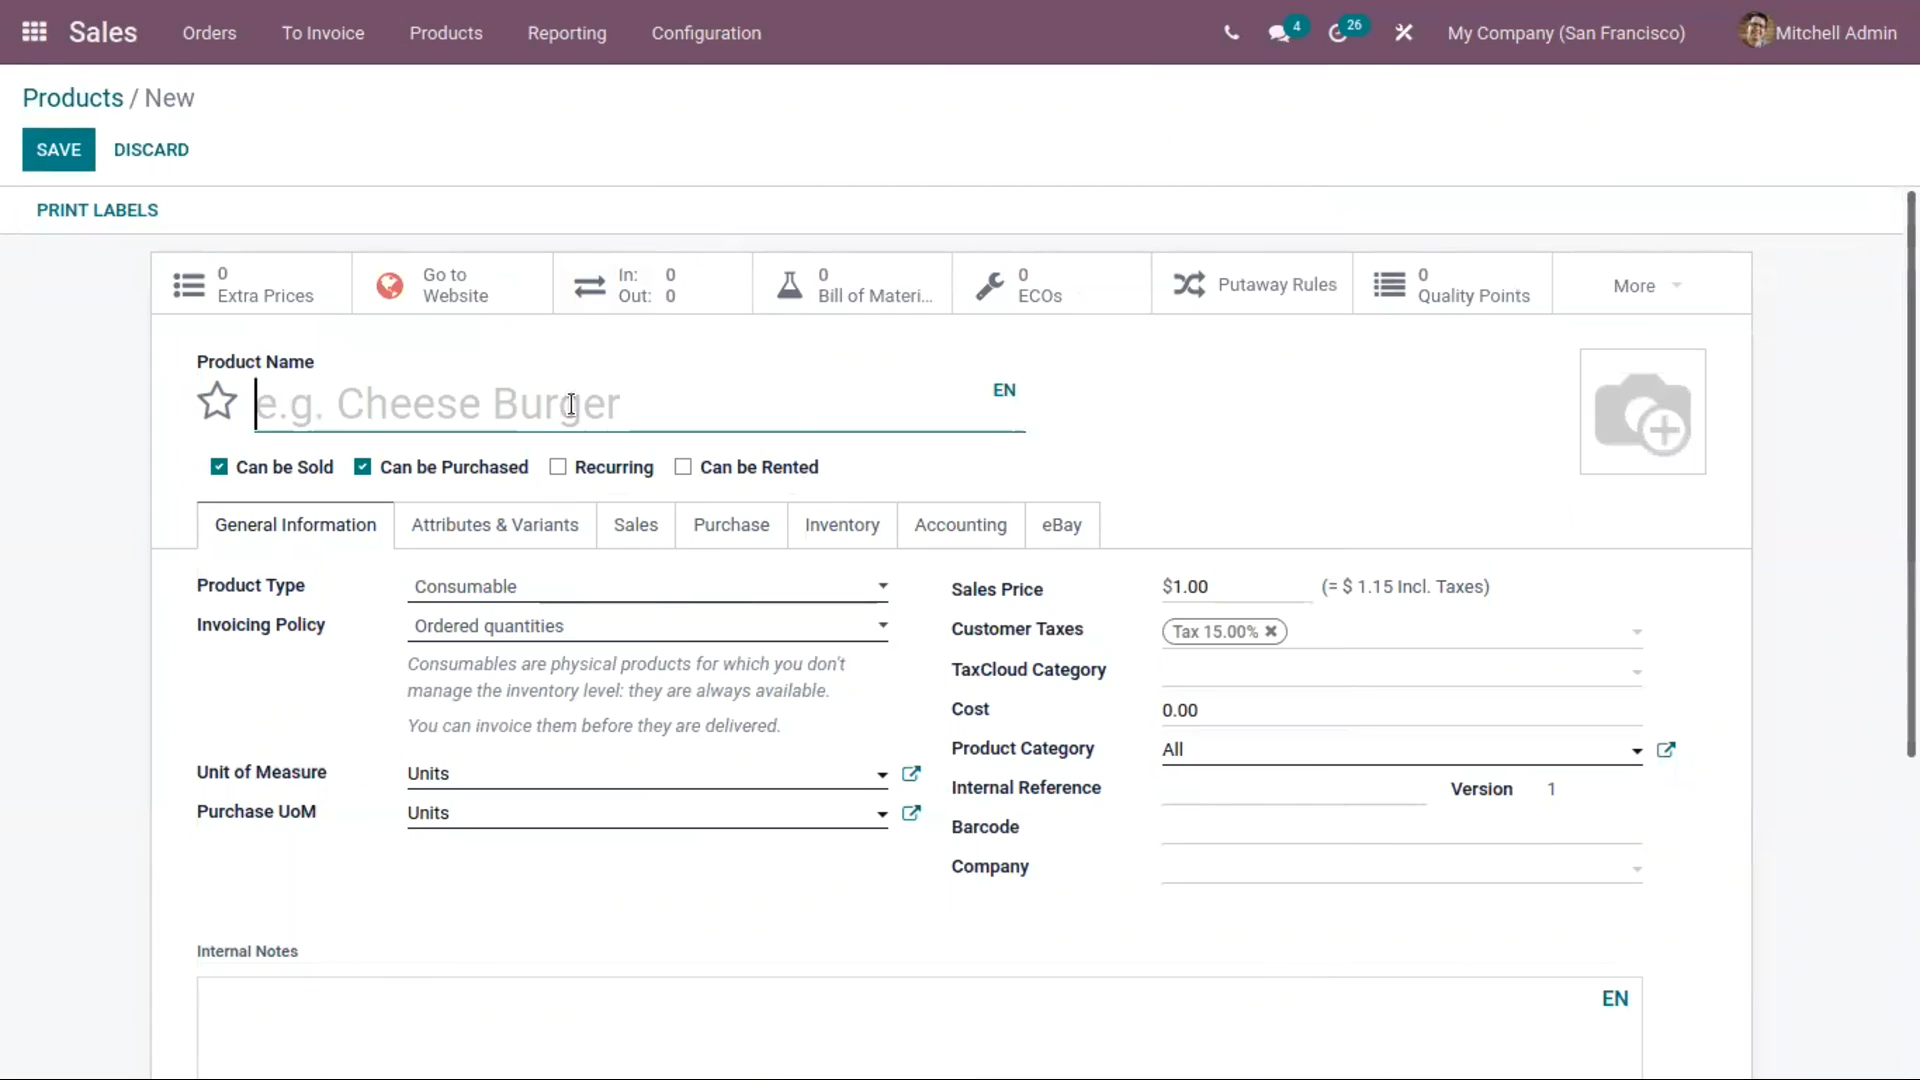 Sales Orders To Invoice Products Reporting Configuration 4 26 My Company (San Francisco) Mitchell Admin
Products / New
SAVE DISCARD
PRINT LABELS
0 Extra Prices
Go to Website
In: 0
Out: 0
0 Bill of Materi...
0 ECOs
Putaway Rules
0 Quality Points
More
Product Name
e.g. Cheese Burger EN
Can be Sold Can be Purchased Recurring Can be Rented
General Information Attributes & Variants Sales Purchase Inventory Accounting eBay
Product Type Consumable
Invoicing Policy Ordered quantities
Consumables are physical products for which you don't
manage the inventory level: they are always available.
You can invoice them before they are delivered.
Unit of Measure Units
Purchase UoM Units
Sales Price $1.00 (= $ 1.15 Incl. Taxes)
Customer Taxes Tax 15.00% ✖
TaxCloud Category
Cost 0.00
Product Category All
Internal Reference Version 1
Barcode
Company
Internal Notes
EN